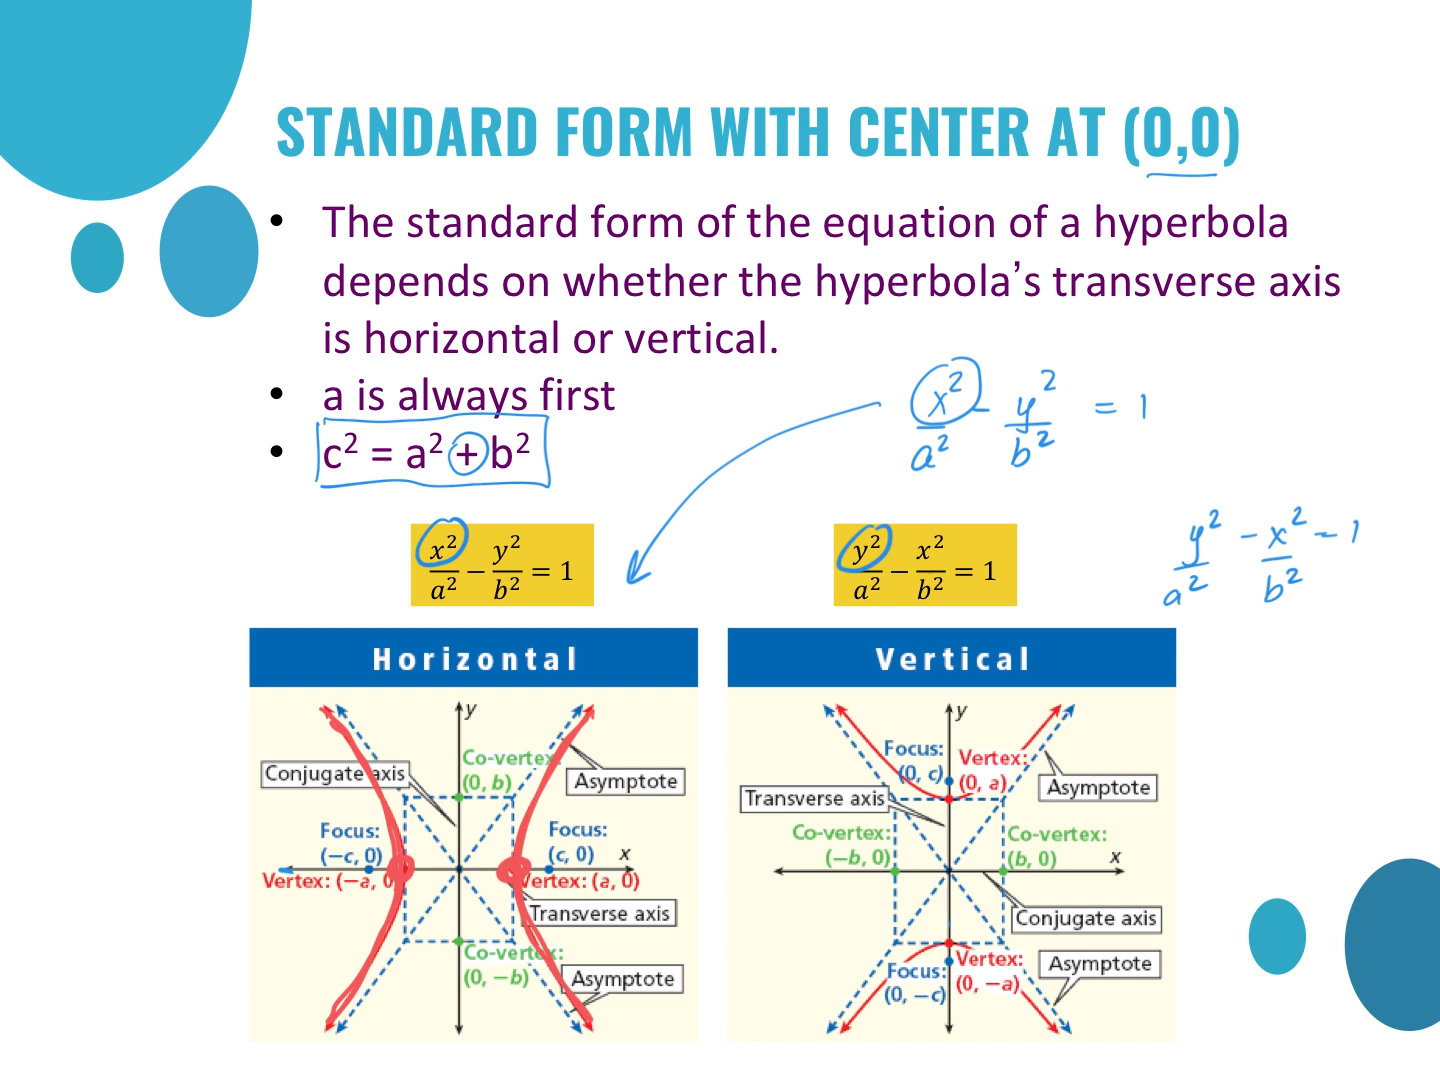 STANDARD FORM WITH CENTER AT (0,0)
• The standard form of the equation of a hyperbola
depends on whether the hyperbola’s transverse axis
is horizontal or vertical.
• a is always first
• c² = a² + b²
x²/a² − y²/b² = 1
x²/a² − y²/b² = 1
y²/a² − x²/b² = 1
y²/a² − x²/b² − 1
Horizontal
y
Co-vertex:
(0, b)
Conjugate axis
Asymptote
Focus:
(−c, 0)
Focus:
(c, 0)
x
Vertex: (−a, 0)
Vertex: (a, 0)
Transverse axis
Co-vertex:
(0, −b)
Asymptote
Vertical
y
Focus:
(0, c)
Vertex:
(0, a)
Asymptote
Transverse axis
Co-vertex:
(−b, 0)
Co-vertex:
(b, 0)
x
Conjugate axis
Vertex:
(0, −a)
Focus:
(0, −c)
Asymptote